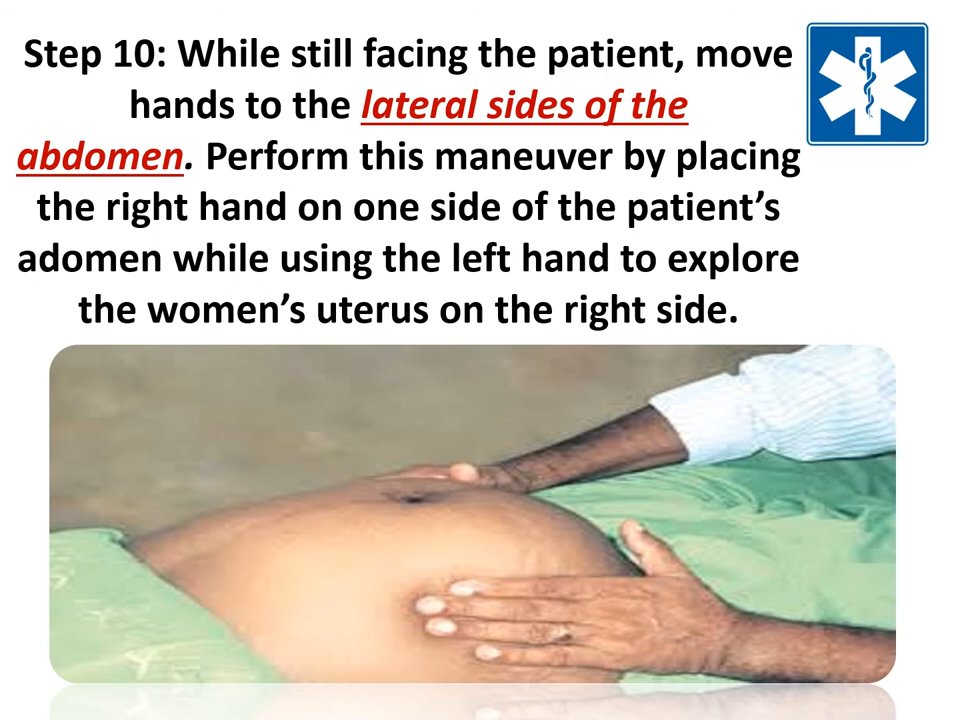 Step 10: While still facing the patient, move
hands to the lateral sides of the
abdomen. Perform this maneuver by placing
the right hand on one side of the patient’s
adomen while using the left hand to explore
the women’s uterus on the right side.